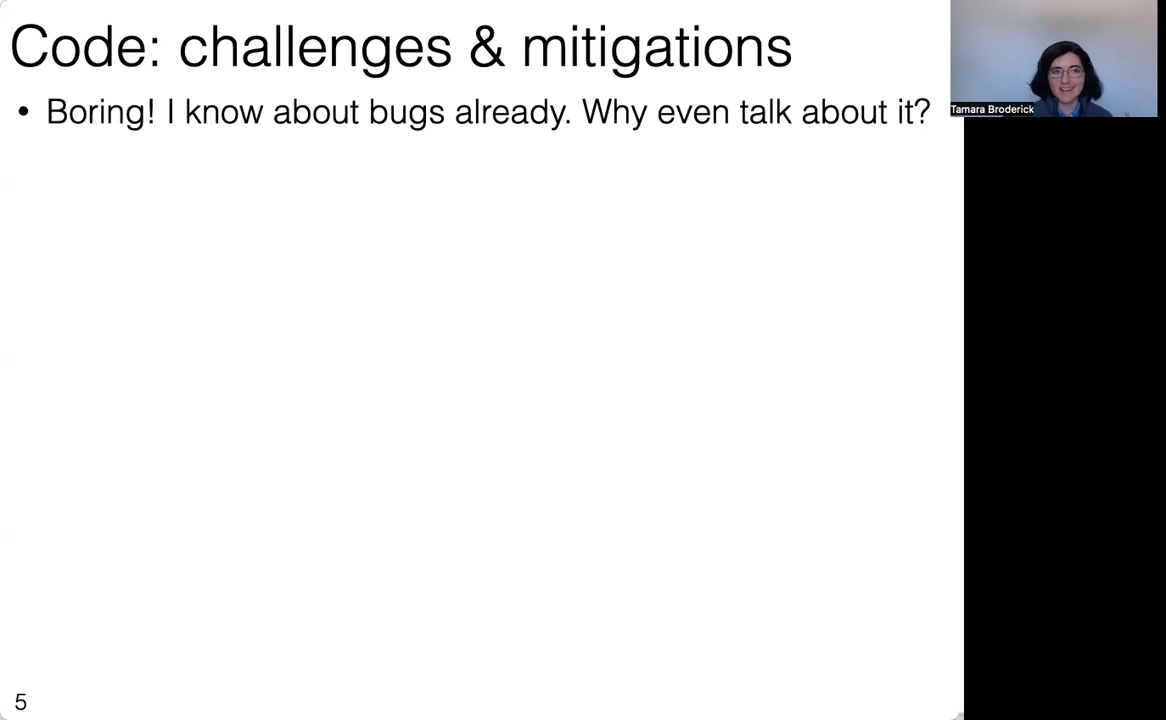 Code: challenges & mitigations
• Boring! I know about bugs already. Why even talk about it?
Tamara Broderick
5